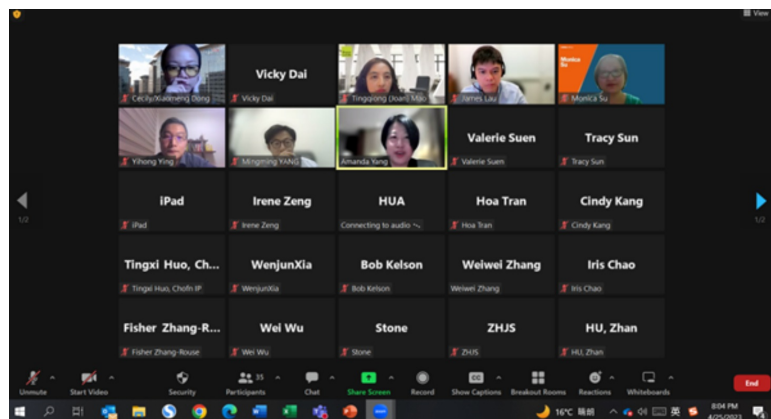 View
Cecily/Xiaomeng Dong
Vicky Dai
Vicky Dai
Tingqiong (Joan) Mao
James Lau
Monica Su
Monica Su
Yihong Ying
Mingming YANG
Amanda Yang
Valerie Suen
Valerie Suen
Tracy Sun
Tracy Sun
iPad
iPad
Irene Zeng
Irene Zeng
HUA
Connecting to audio
Hoa Tran
Hoa Tran
Cindy Kang
Cindy Kang
1/2
1/2
Tingxi Huo, Ch...
Tingxi Huo, Chofn IP
WenjunXia
WenjunXia
Bob Kelson
Bob Kelson
Weiwei Zhang
Weiwei Zhang
Iris Chao
Iris Chao
Fisher Zhang-R...
Fisher Zhang-Rouse
Wei Wu
Wei Wu
Stone
Stone
ZHJS
ZHJS
HU, Zhan
HU, Zhan
Unmute
Start Video
Security
Participants
35
Chat
Share Screen
Record
Show Captions
Breakout Rooms
Reactions
Whiteboards
End
16°C
英
8:04 PM
4/25/2023